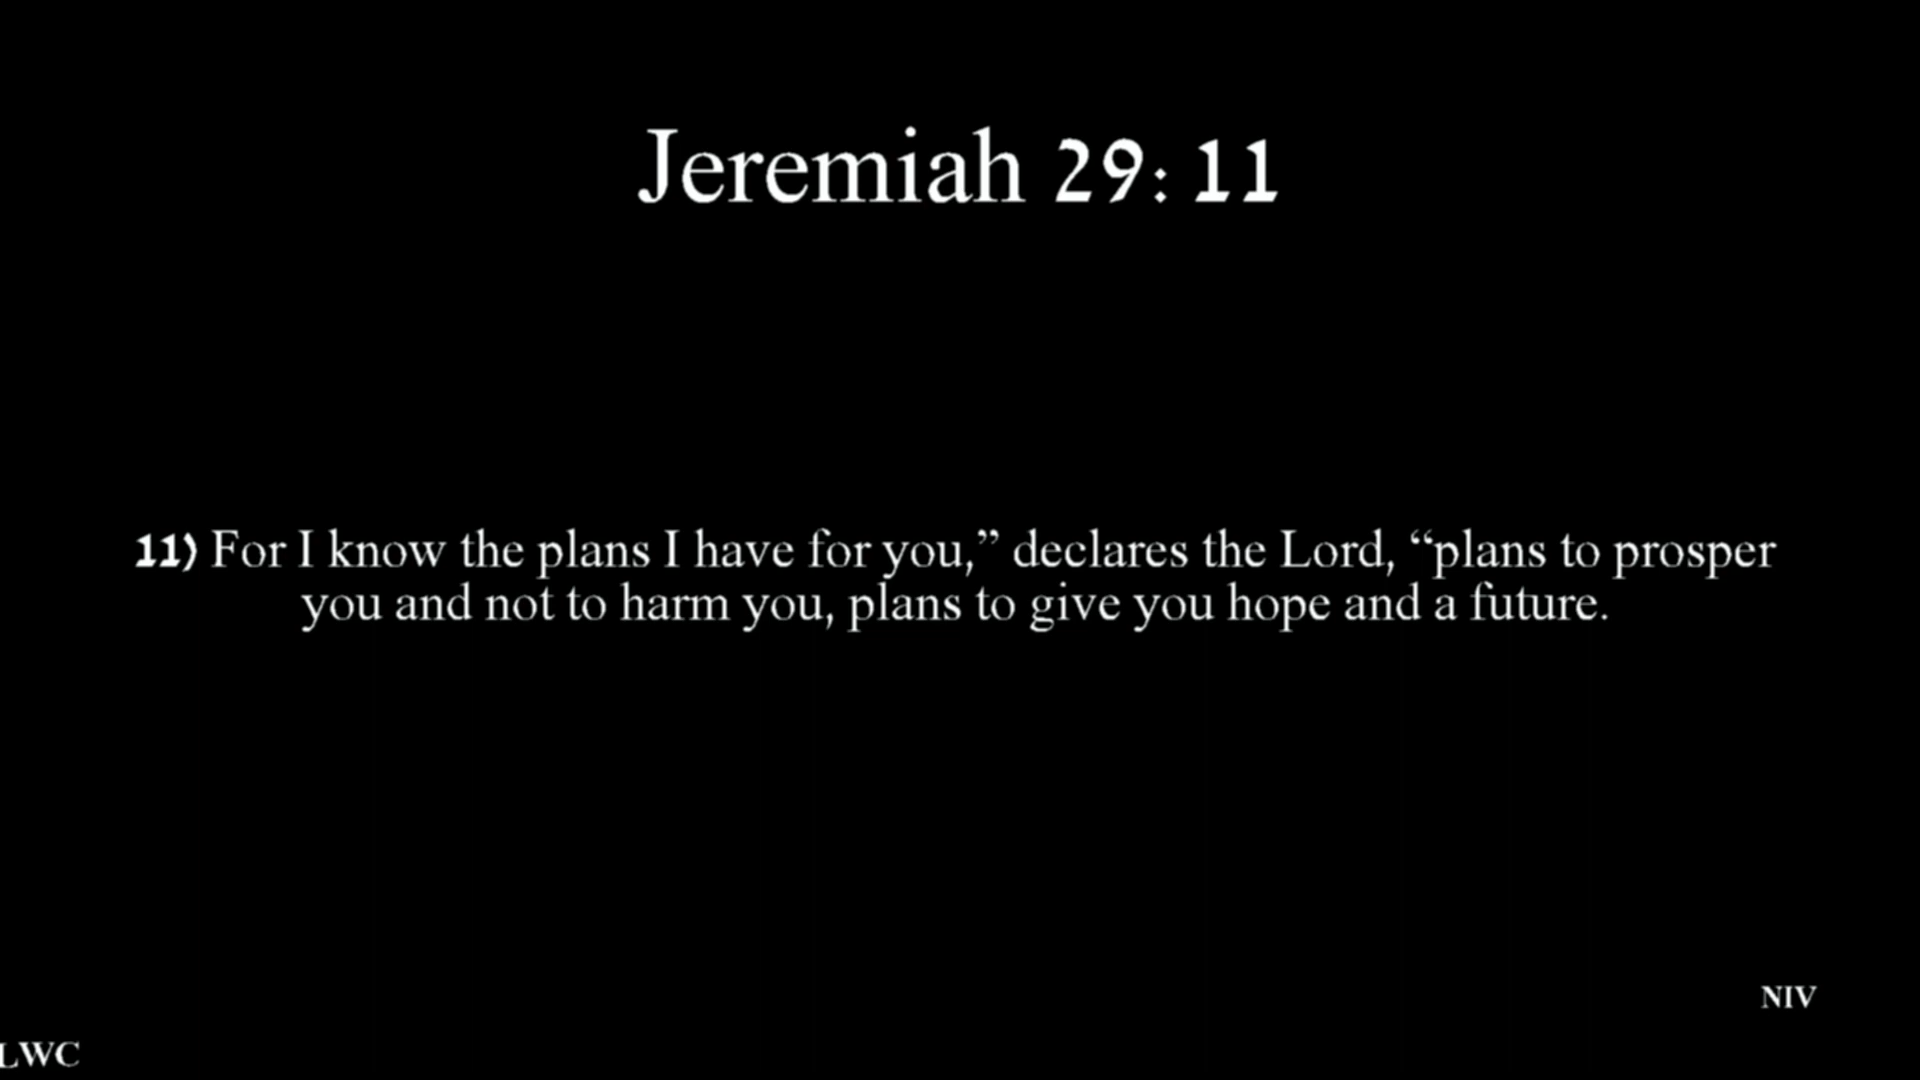 Jeremiah 29:11
11) For I know the plans I have for you,” declares the Lord, “plans to prosper
you and not to harm you, plans to give you hope and a future.
NIV
LWC